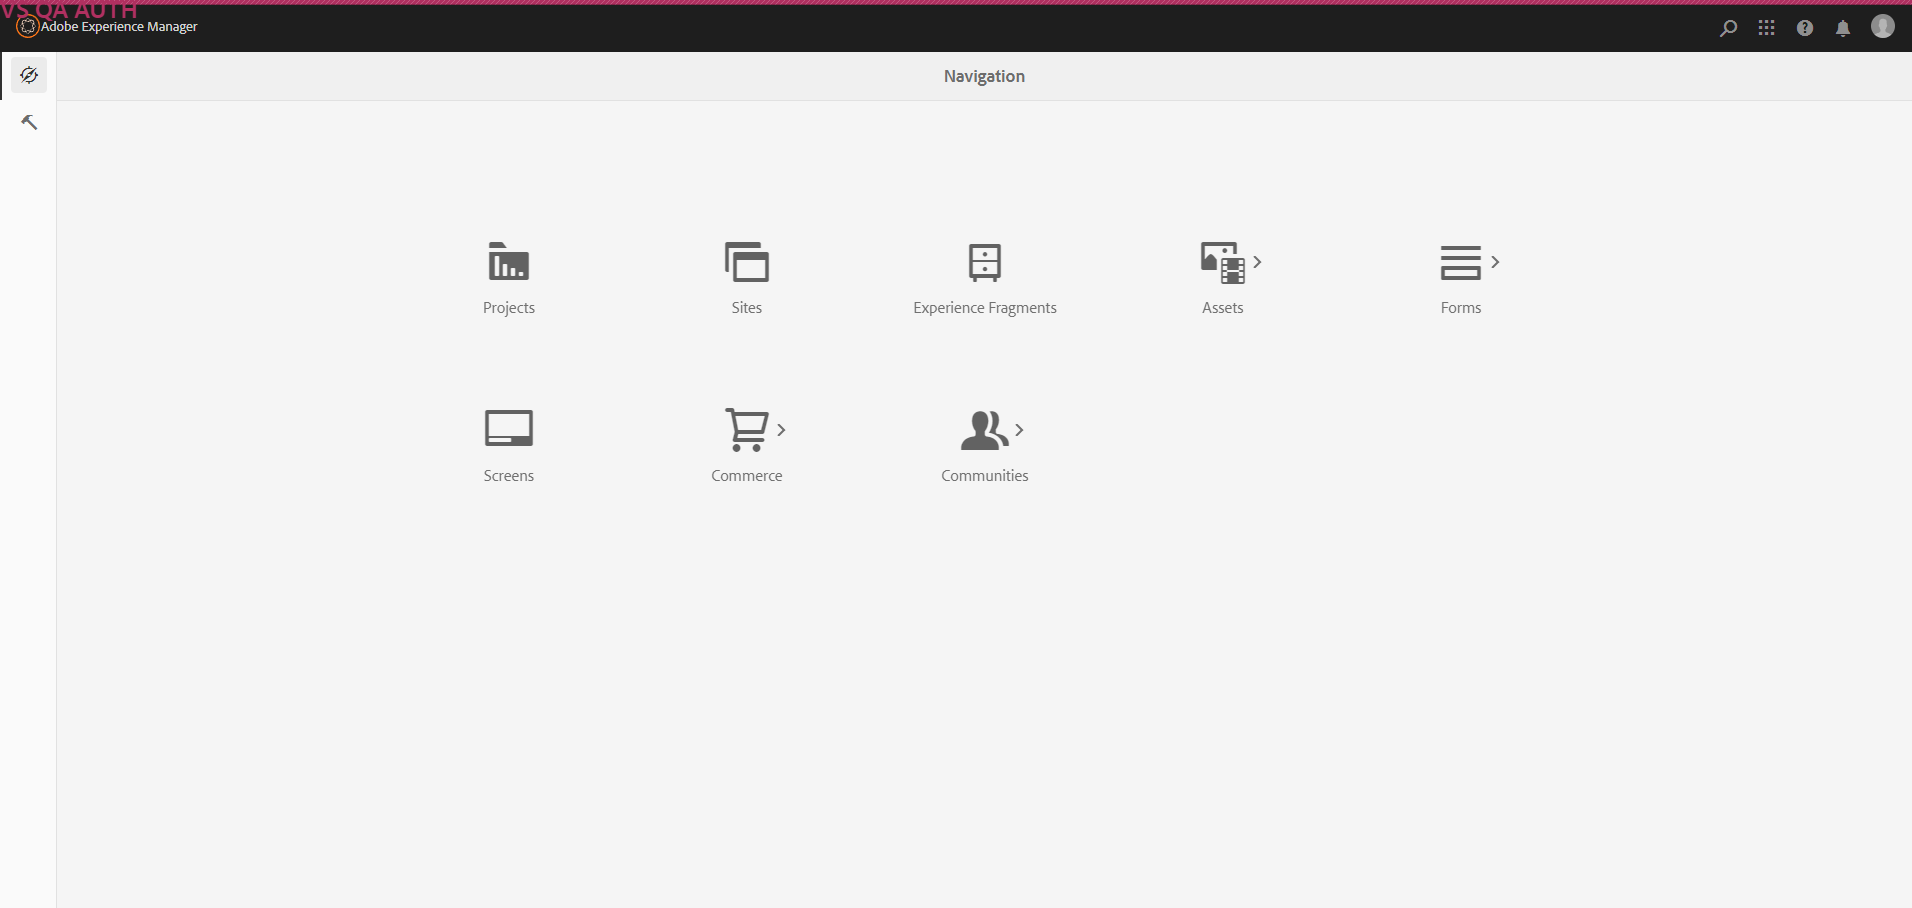 VS QA AUTH
Adobe Experience Manager
Navigation
Projects
Sites
Experience Fragments
Assets
Forms
Screens
Commerce
Communities